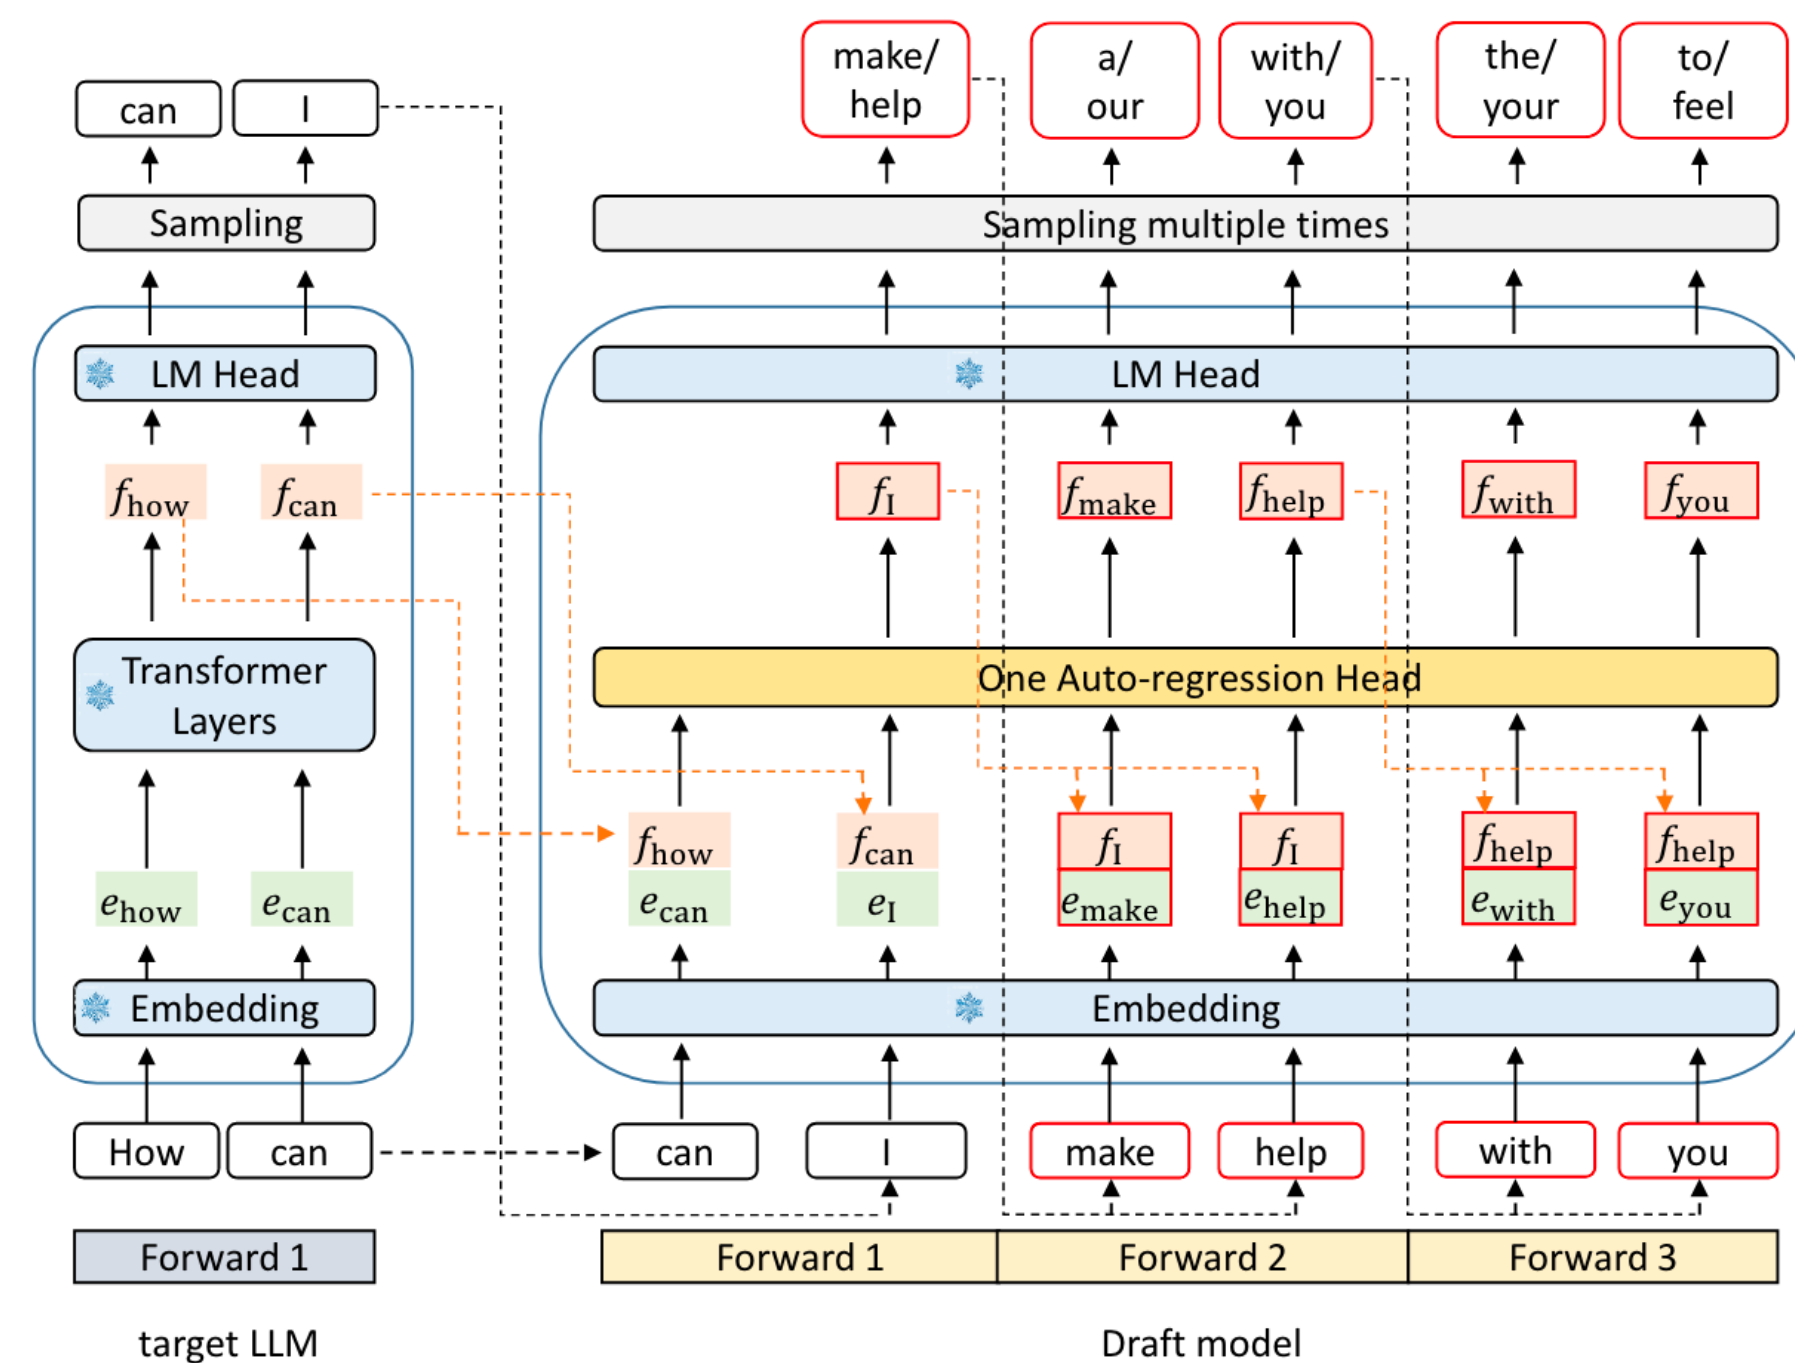 make/
help
a/
our
with/
you
the/
your
to/
feel
can
I
Sampling
Sampling multiple times
LM Head
LM Head
f_how
f_can
f_I
f_make
f_help
f_with
f_you
Transformer
Layers
One Auto-regression Head
f_how
f_can
f_I
f_I
f_help
f_help
e_how
e_can
e_can
e_I
e_make
e_help
e_with
e_you
Embedding
Embedding
How
can
can
I
make
help
with
you
Forward 1
Forward 1
Forward 2
Forward 3
target LLM
Draft model